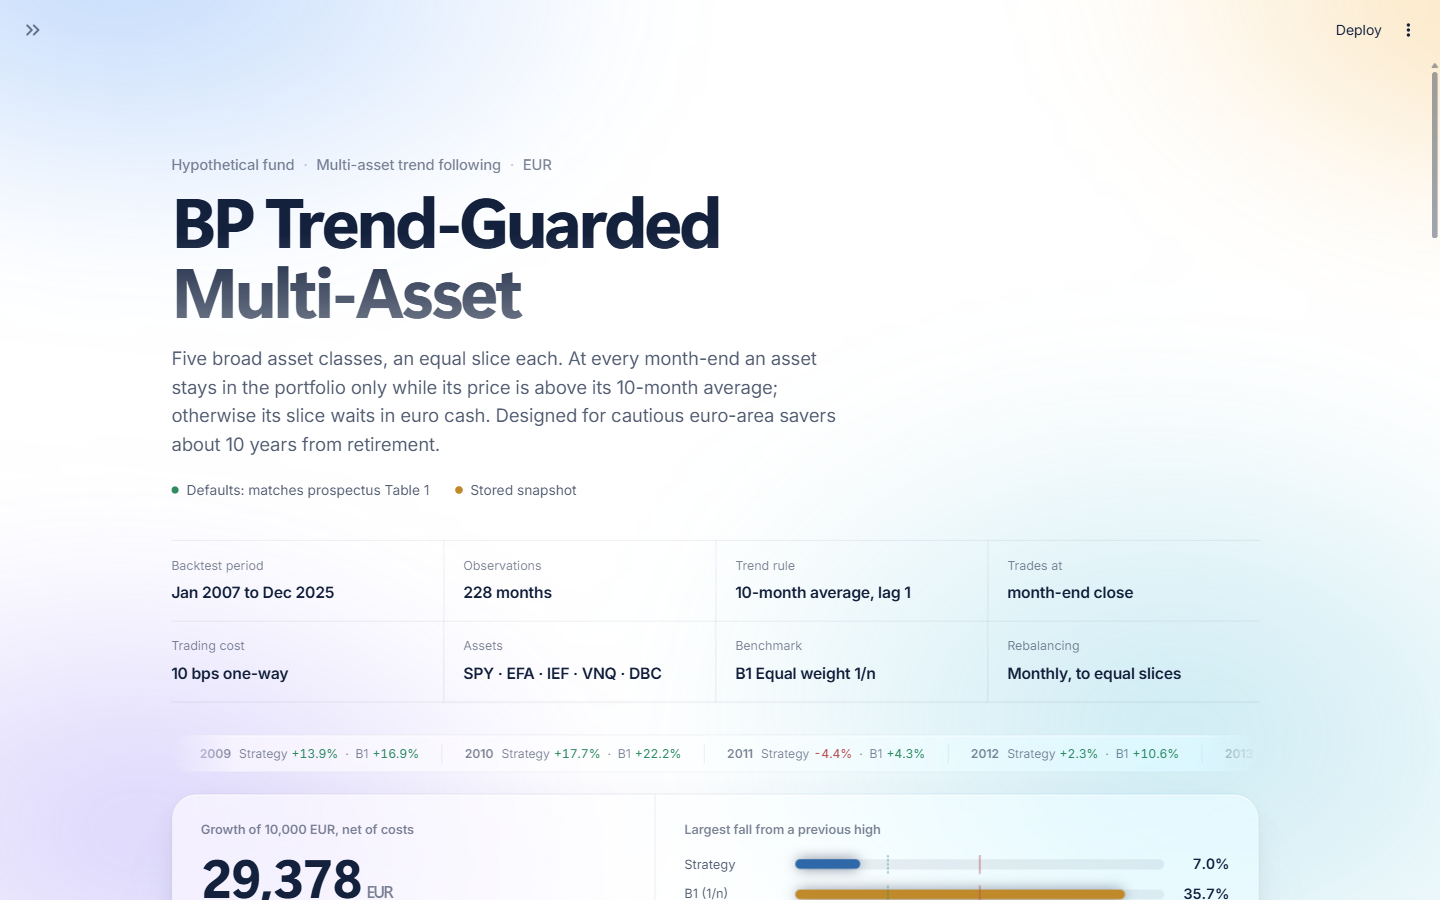 Deploy
Hypothetical fund · Multi-asset trend following · EUR
BP Trend-Guarded
Multi-Asset
Five broad asset classes, an equal slice each. At every month-end an asset
stays in the portfolio only while its price is above its 10-month average;
otherwise its slice waits in euro cash. Designed for cautious euro-area savers
about 10 years from retirement.
Defaults: matches prospectus Table 1 Stored snapshot
Backtest period Observations Trend rule Trades at
Jan 2007 to Dec 2025 228 months 10-month average, lag 1 month-end close
Trading cost Assets Benchmark Rebalancing
10 bps one-way SPY · EFA · IEF · VNQ · DBC B1 Equal weight 1/n Monthly, to equal slices
2009 Strategy +13.9% · B1 +16.9% 2010 Strategy +17.7% · B1 +22.2% 2011 Strategy -4.4% · B1 +4.3% 2012 Strategy +2.3% · B1 +10.6% 2013
Growth of 10,000 EUR, net of costs Largest fall from a previous high
Strategy 7.0%
29,378 EUR
B1 (1/n) 35.7%